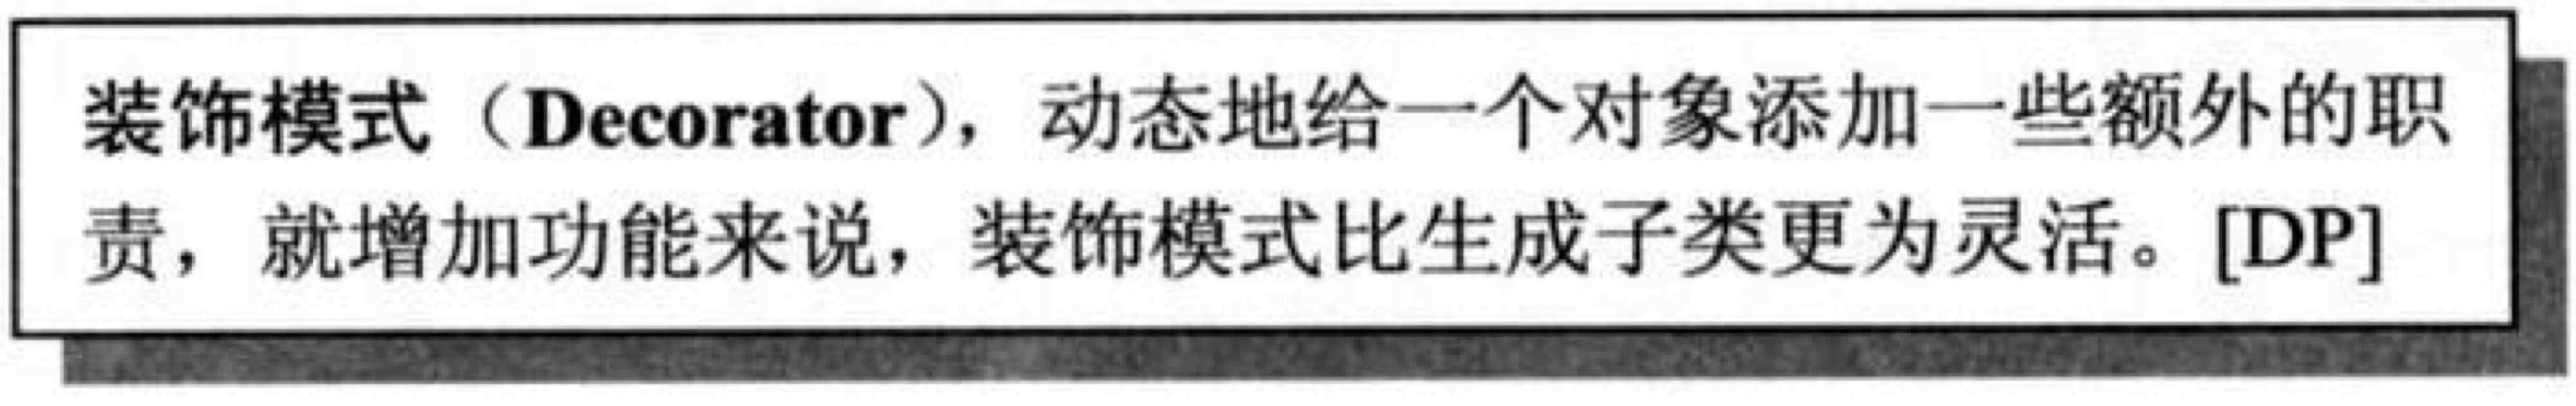 装饰模式（Decorator），动态地给一个对象添加一些额外的职
责，就增加功能来说，装饰模式比生成子类更为灵活。[DP]